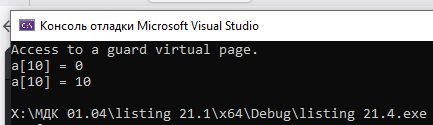 Консоль отладки Microsoft Visual Studio
Access to a guard virtual page.
a[10] = 0
a[10] = 10
X:\МДК 01.04\listing 21.1\x64\Debug\listing 21.4.exe